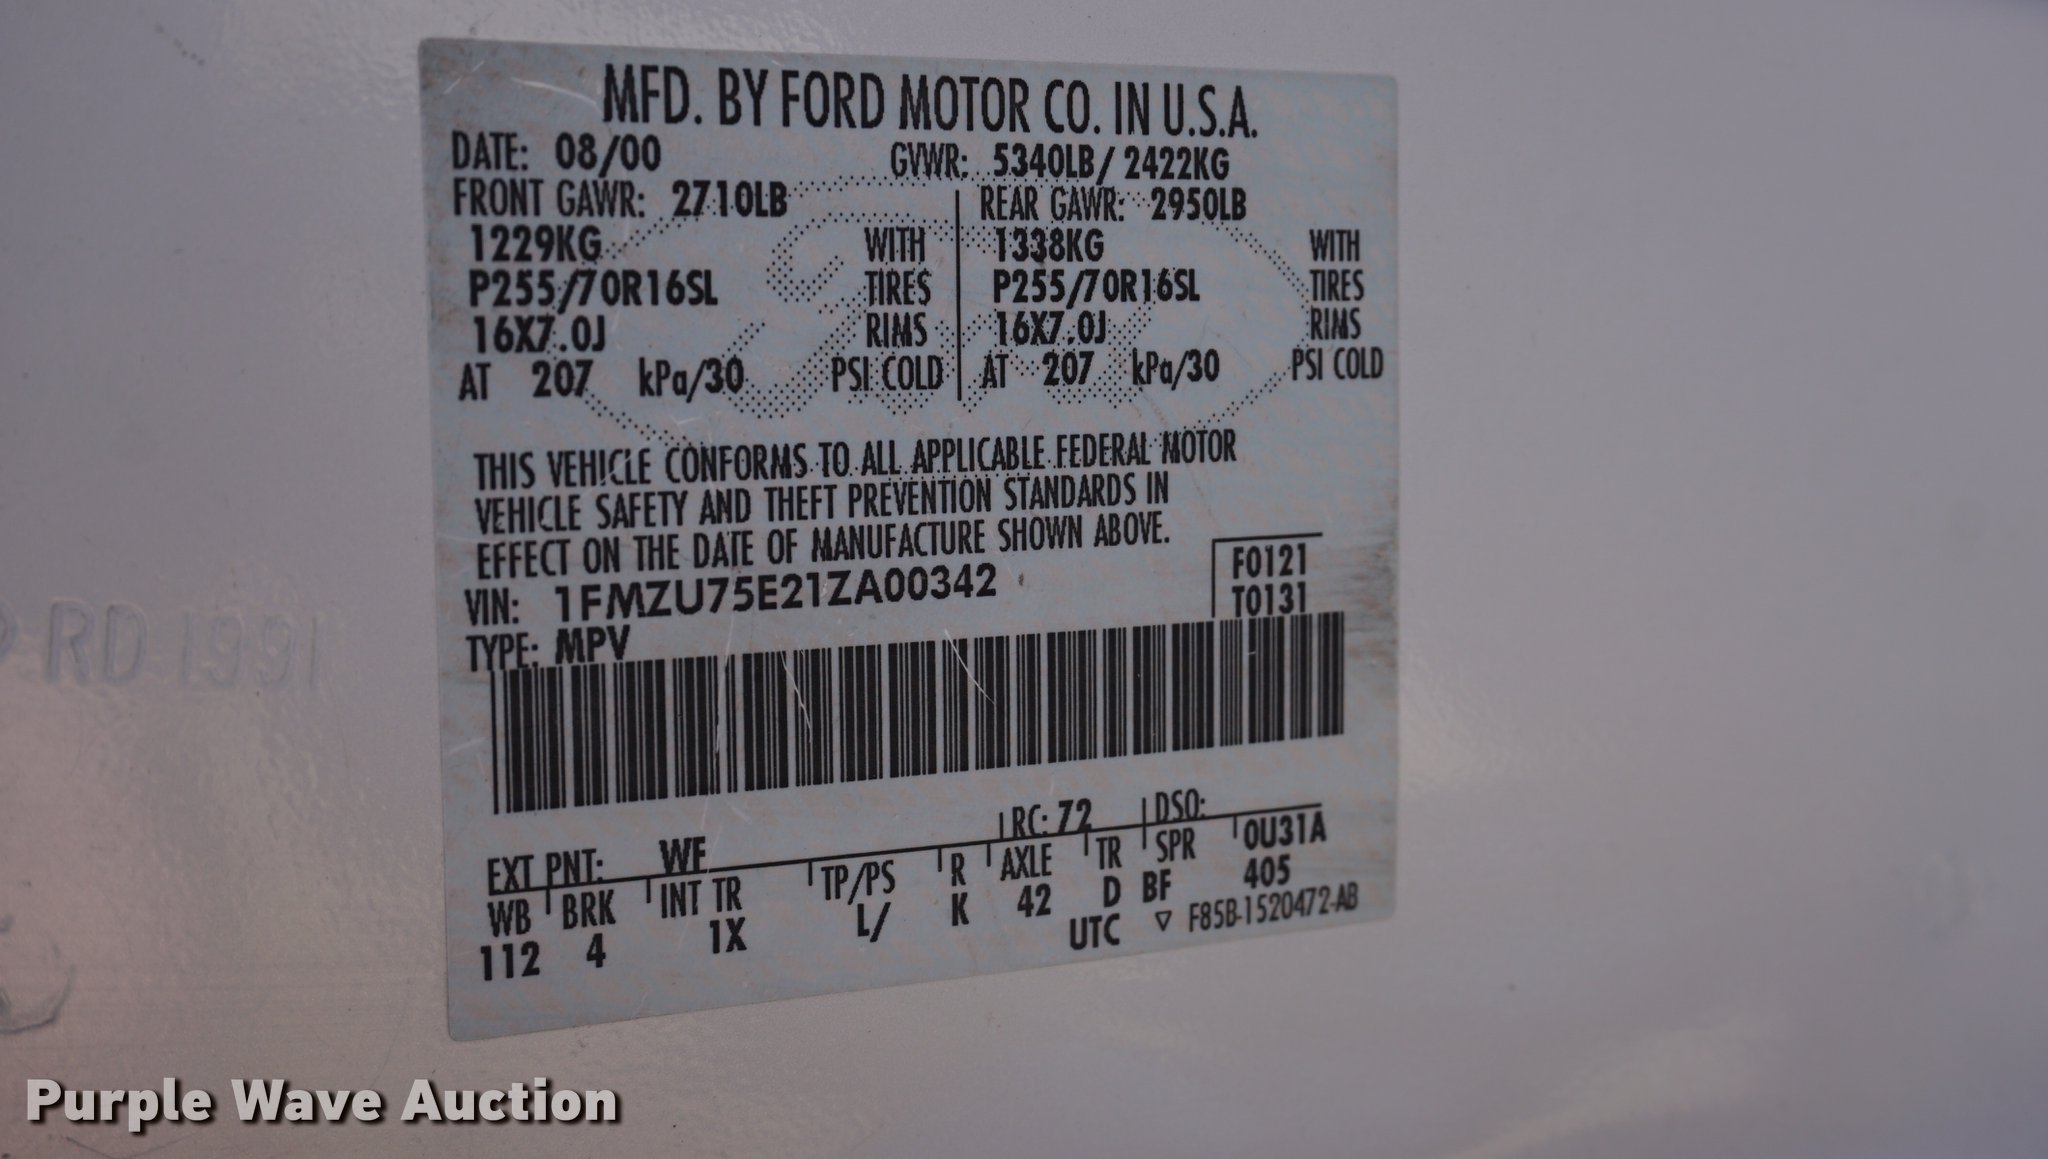 MFD. BY FORD MOTOR CO. IN U.S.A.
DATE: 08/00 GVWR: 5340LB/ 2422KG
FRONT GAWR: 2710LB REAR GAWR: 2950LB
1229KG WITH 1338KG WITH
P255/70R16SL TIRES P255/70R16SL TIRES
16X7.0J RIMS 16X7.0J RIMS
AT 207 kPa/30 PSI COLD AT 207 kPa/30 PSI COLD
THIS VEHICLE CONFORMS TO ALL APPLICABLE FEDERAL MOTOR
VEHICLE SAFETY AND THEFT PREVENTION STANDARDS IN
EFFECT ON THE DATE OF MANUFACTURE SHOWN ABOVE.
VIN: 1FMZU75E21ZA00342
F0121
T0131
TYPE: MPV
EXT PNT: WF RC: 72 DSO:
WB BRK INT TR TP/PS R AXLE TR SPR 0U31A
112 4 1X L/ K 42 D BF 405
UTC ▽ F85B-1520472-AB
RD 1991
Purple Wave Auction